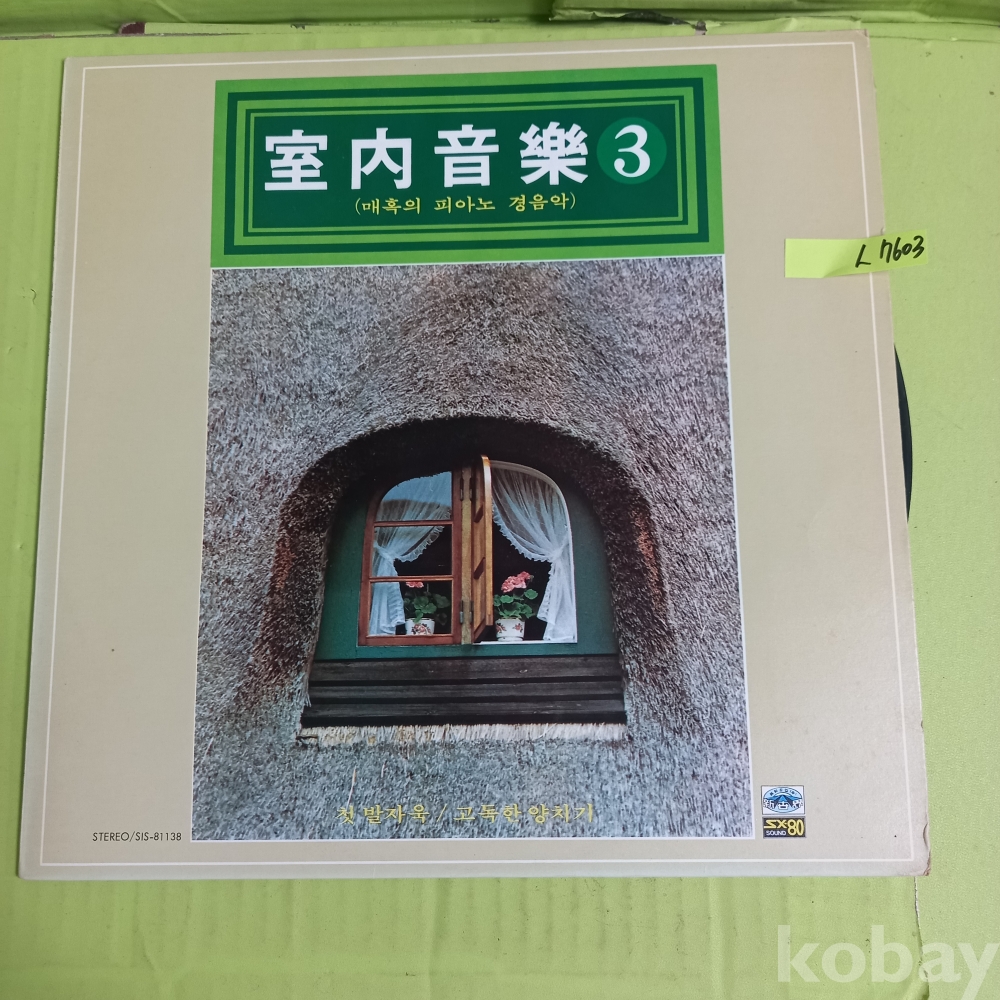 室内音樂 3
(매혹의 피아노 경음악)
L 7603
첫 발자욱 / 고독한 양치기
STEREO/SIS-81138
SX-80
SOUND
kobay